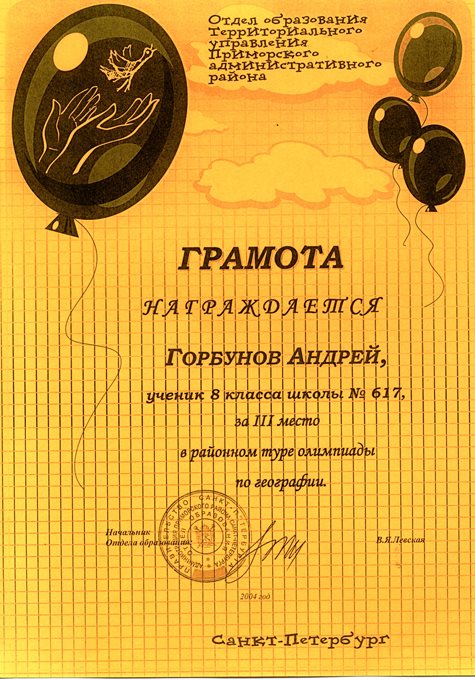 Отдел образования
Территориального
управления
Приморского
административного
района
ГРАМОТА
НАГРАЖДАЕТСЯ
ГОРБУНОВ АНДРЕЙ,
ученик 8 класса школы № 617,
за III место
в районном туре олимпиады
по географии.
Начальник
Отдела образования
В.Я.Левская
2004 год
Санкт-Петербург